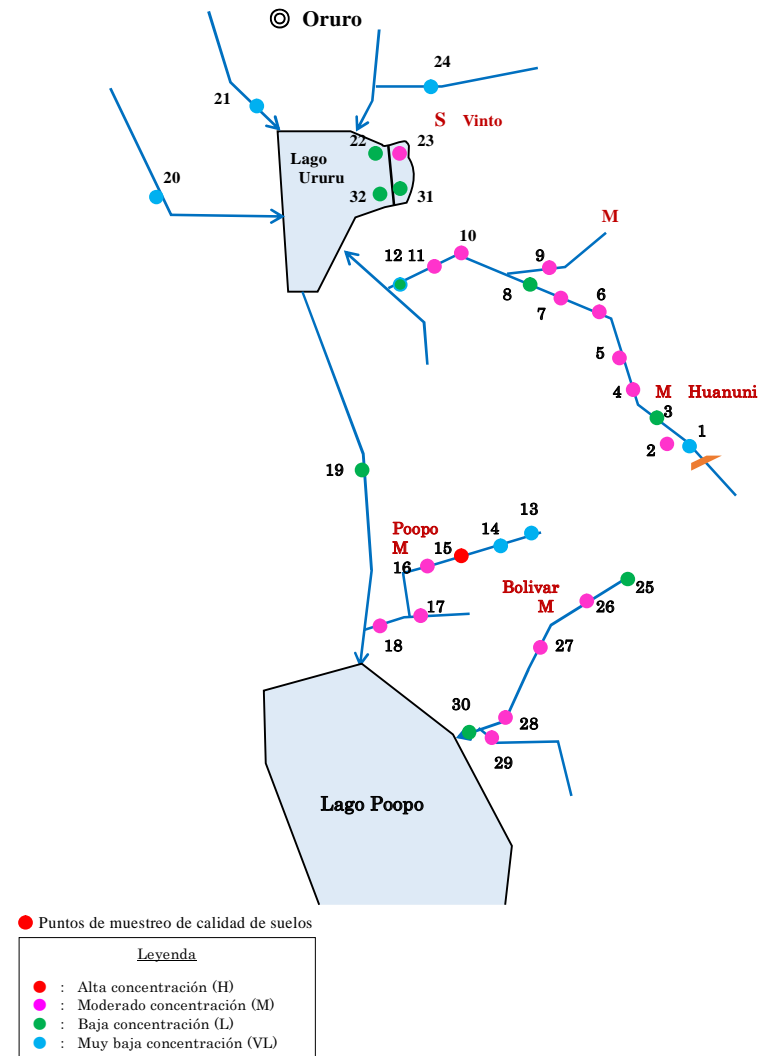 Oruro
24
21
S Vinto
22
23
Lago
Ururu
20
32
31
M
10
12
11
9
8
7
6
5
4
M Huanuni
3
1
2
19
13
Poopo
M
14
15
16
Bolivar
M
25
26
17
18
27
30
28
29
Lago Poopo
Puntos de muestreo de calidad de suelos
Leyenda
: Alta concentración (H)
: Moderado concentración (M)
: Baja concentración (L)
: Muy baja concentración (VL)